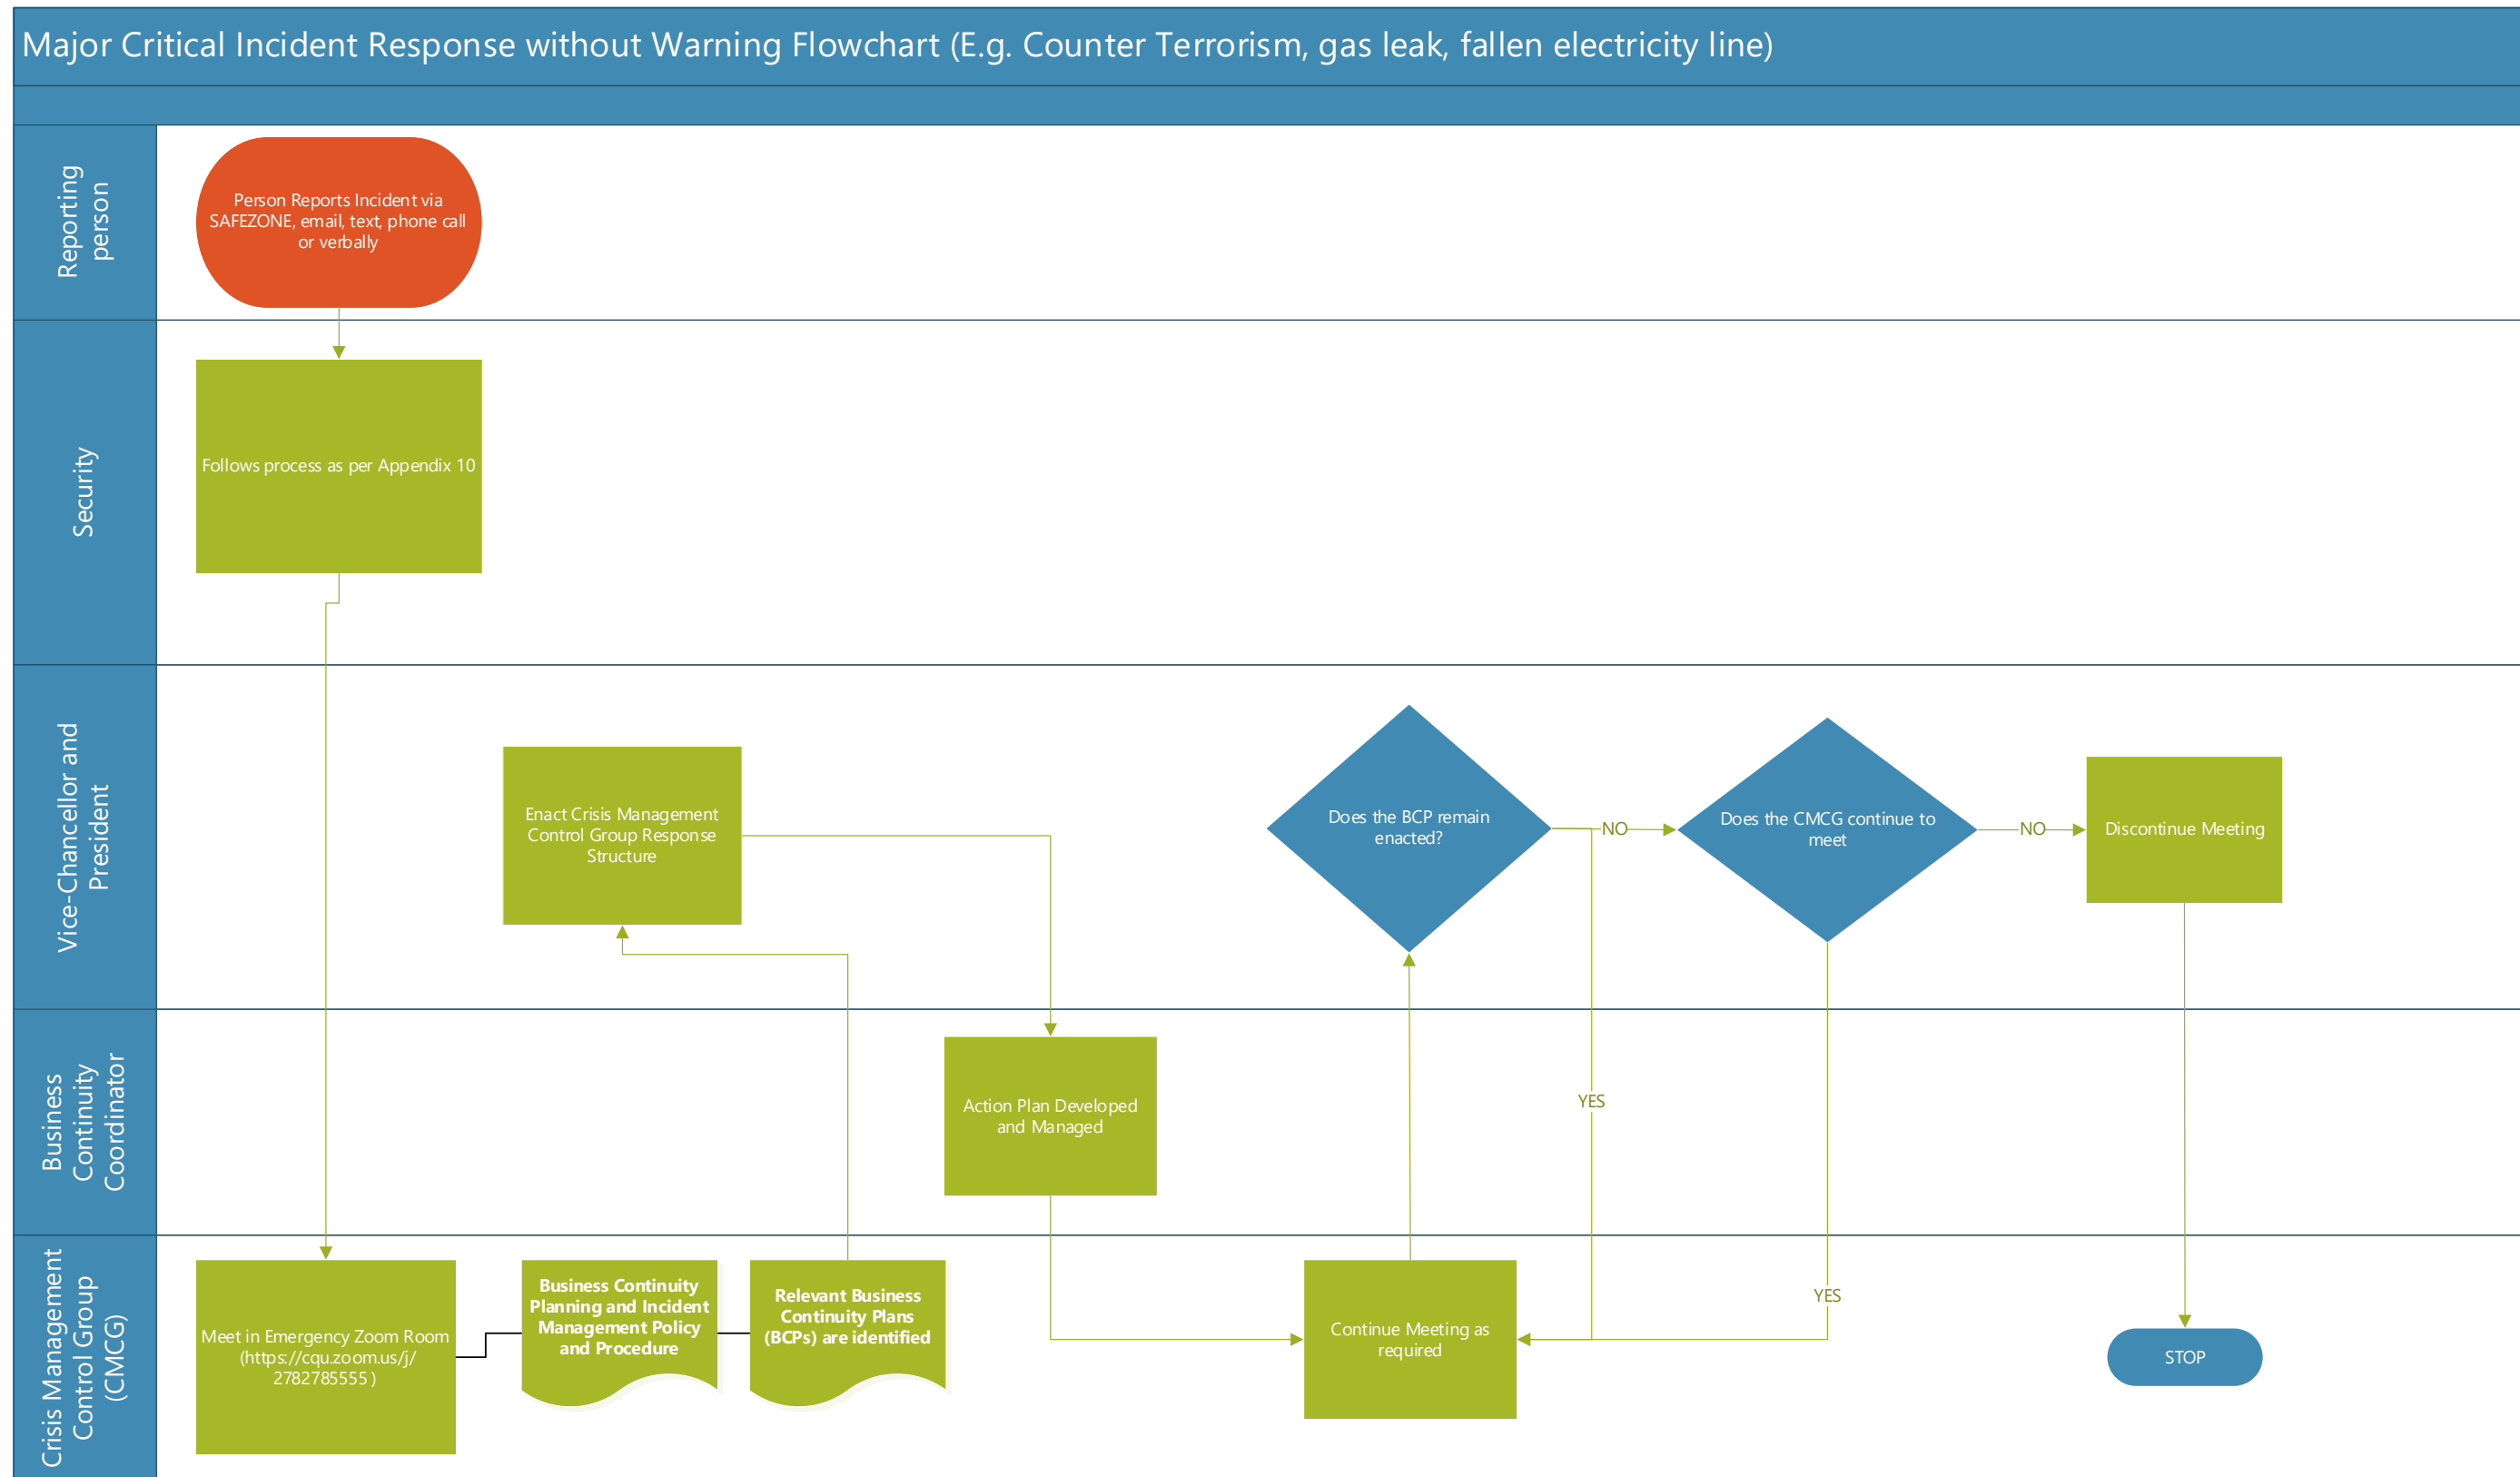 Major Critical Incident Response without Warning Flowchart (E.g. Counter Terrorism, gas leak, fallen electricity line)
Reporting
person
Person Reports Incident via
SAFEZONE, email, text, phone call
or verbally
Security
Follows process as per Appendix 10
Vice-Chancellor and
President
Enact Crisis Management
Control Group Response
Structure
Does the BCP remain
enacted?
NO
Does the CMCG continue to
meet
NO
Discontinue Meeting
Business
Continuity
Coordinator
Action Plan Developed
and Managed
YES
Crisis Management
Control Group
(CMCG)
Meet in Emergency Zoom Room
(https://cqu.zoom.us/j/
2782785555 )
Business Continuity
Planning and Incident
Management Policy
and Procedure
Relevant Business
Continuity Plans
(BCPs) are identified
Continue Meeting as
required
YES
STOP